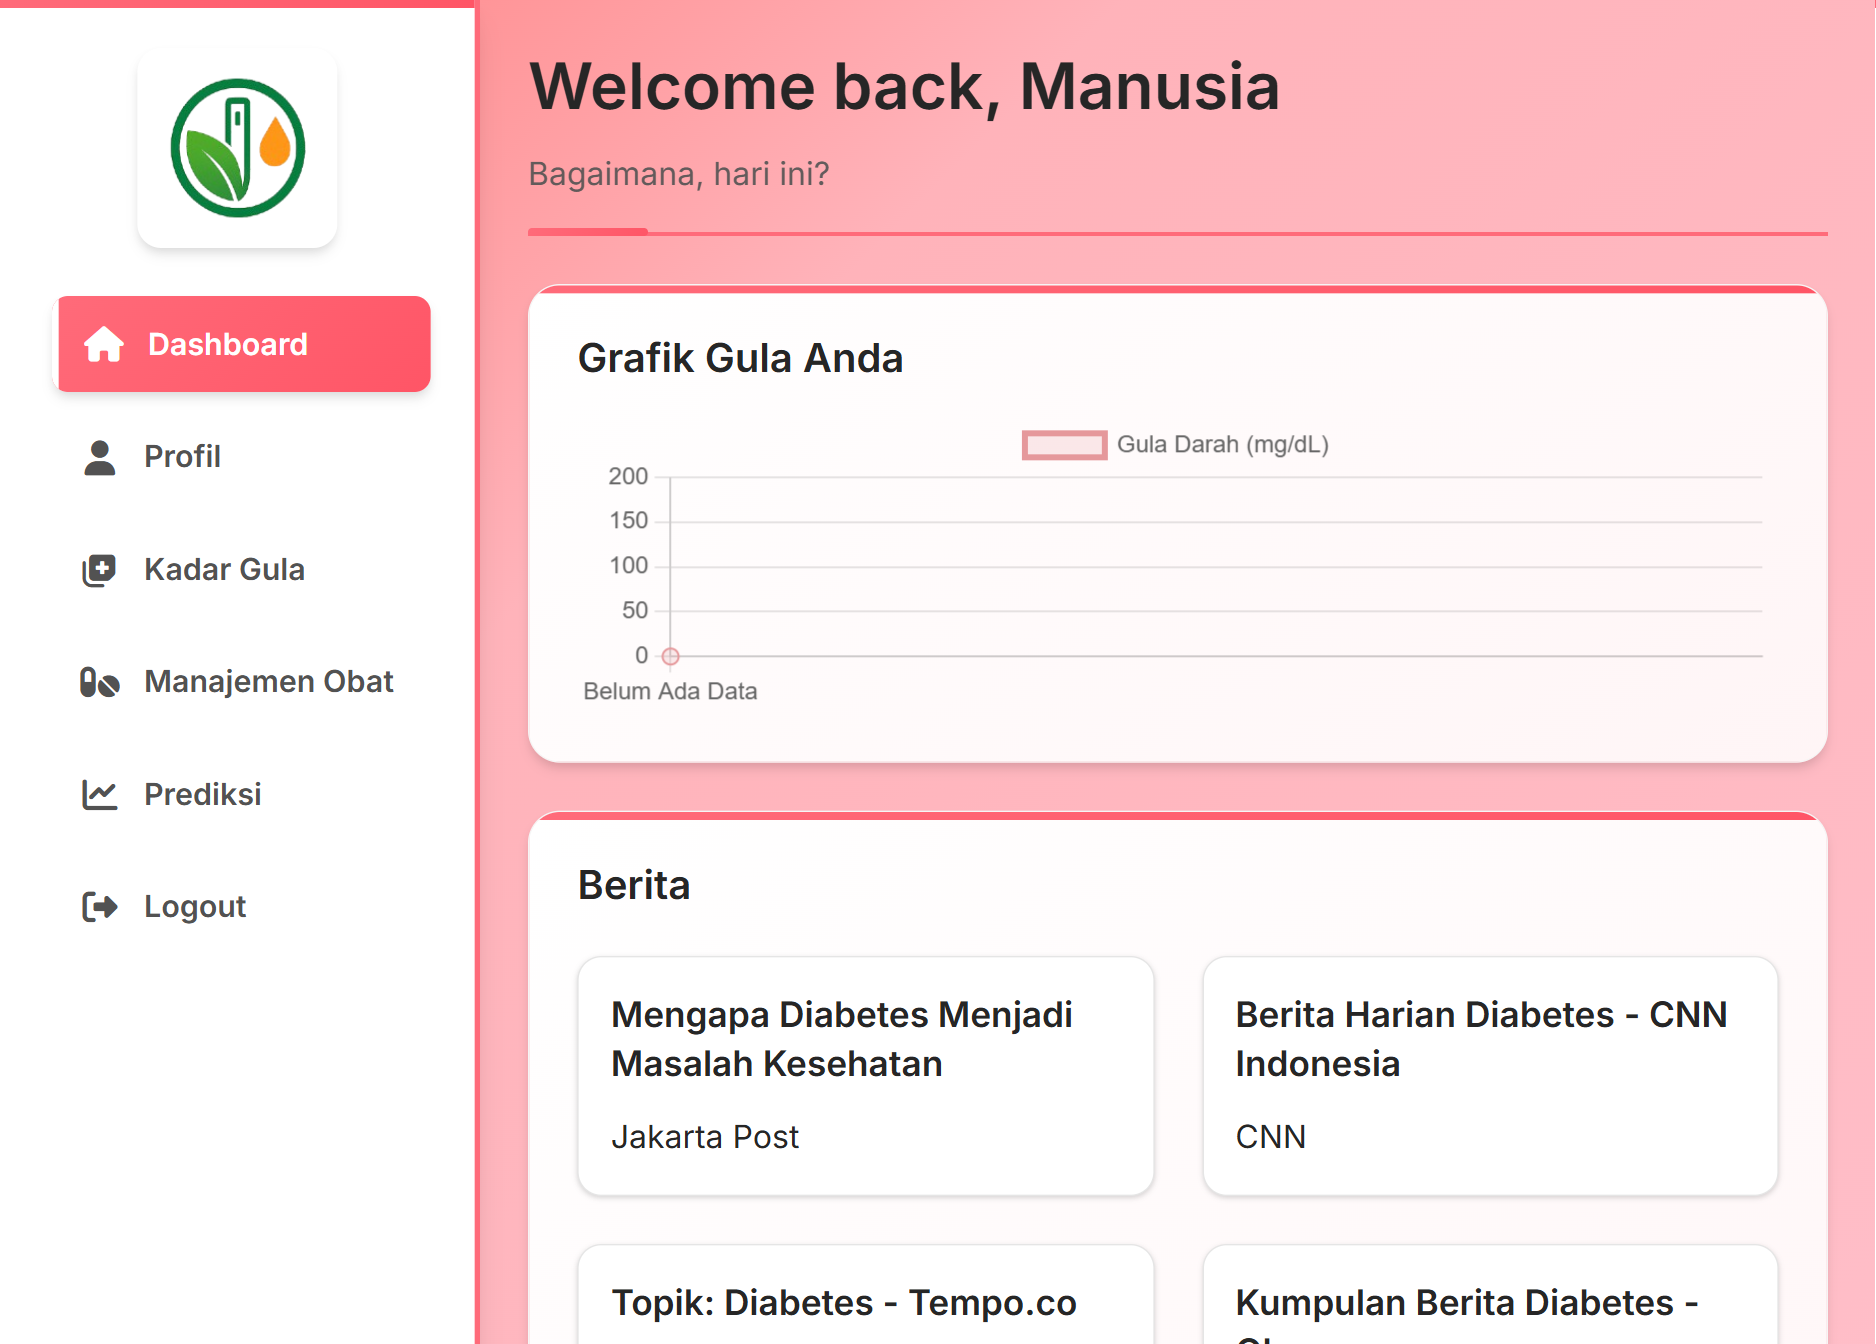 Welcome back, Manusia
Bagaimana, hari ini?
Dashboard
Profil
Kadar Gula
Manajemen Obat
Prediksi
Logout
Grafik Gula Anda
Gula Darah (mg/dL)
200
150
100
50
0
Belum Ada Data
Berita
Mengapa Diabetes Menjadi
Masalah Kesehatan
Jakarta Post
Berita Harian Diabetes - CNN
Indonesia
CNN
Topik: Diabetes - Tempo.co
Kumpulan Berita Diabetes -